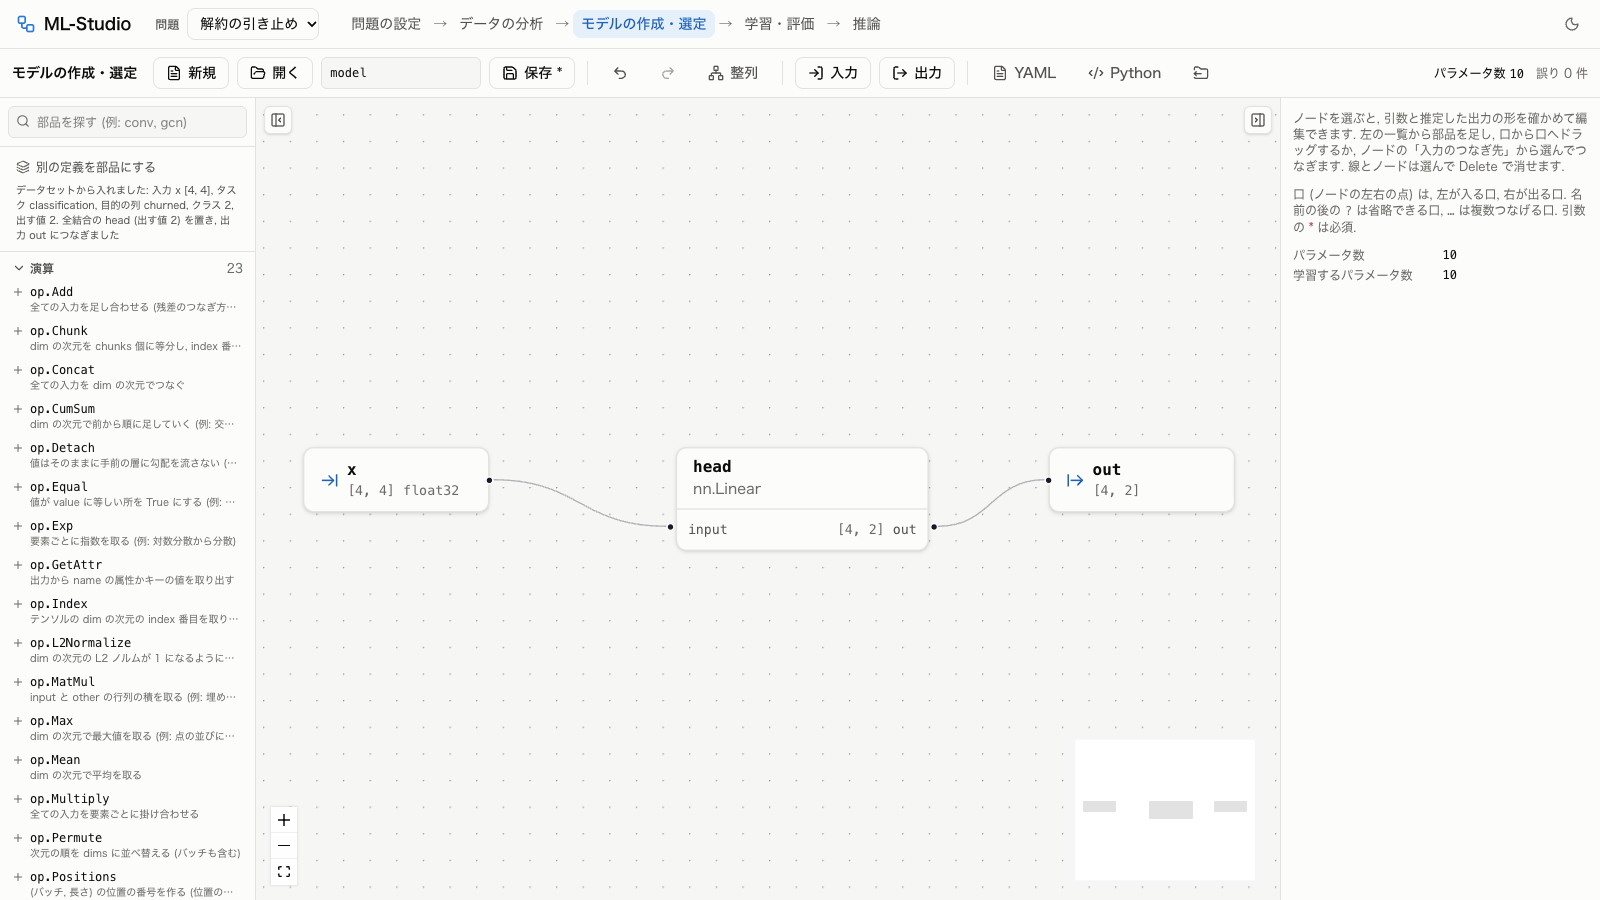 ML-Studio
問題
解約の引き止め
問題の設定 → データの分析 → モデルの作成・選定 → 学習・評価 → 推論
モデルの作成・選定
新規
開く
model
保存 *
整列
入力
出力
YAML
Python
パラメータ数 10
誤り 0 件
部品を探す (例: conv, gcn)
別の定義を部品にする
データセットから入れました: 入力 x [4, 4], タス
ク classification, 目的の列 churned, クラス 2,
出す値 2. 全結合の head (出す値 2) を置き, 出
力 out につなぎました
演算 23
op.Add
全ての入力を足し合わせる (残差のつなぎ方…
op.Chunk
dim の次元を chunks 個に等分し, index 番…
op.Concat
全ての入力を dim の次元でつなぐ
op.CumSum
dim の次元で前から順に足していく (例: 交…
op.Detach
値はそのままに手前の層に勾配を流さない (…
op.Equal
値が value に等しい所を True にする (例: …
op.Exp
要素ごとに指数を取る (例: 対数分散から分散)
op.GetAttr
出力から name の属性かキーの値を取り出す
op.Index
テンソルの dim の次元の index 番目を取り…
op.L2Normalize
dim の次元の L2 ノルムが 1 になるように…
op.MatMul
input と other の行列の積を取る (例: 埋め…
op.Max
dim の次元で最大値を取る (例: 点の並びに…
op.Mean
dim の次元で平均を取る
op.Multiply
全ての入力を要素ごとに掛け合わせる
op.Permute
次元の順を dims に並べ替える (バッチも含む)
op.Positions
(バッチ, 長さ) の位置の番号を作る (位置の…
x
[4, 4] float32
head
nn.Linear
input
[4, 2] out
out
[4, 2]
ノードを選ぶと, 引数と推定した出力の形を確かめて編
集できます. 左の一覧から部品を足し, 口から口へドラ
ッグするか, ノードの「入力のつなぎ先」から選んでつ
なぎます. 線とノードは選んで Delete で消せます.
口 (ノードの左右の点) は, 左が入る口, 右が出る口. 名
前の後の ? は省略できる口, … は複数つなげる口. 引数
の * は必須.
パラメータ数 10
学習するパラメータ数 10